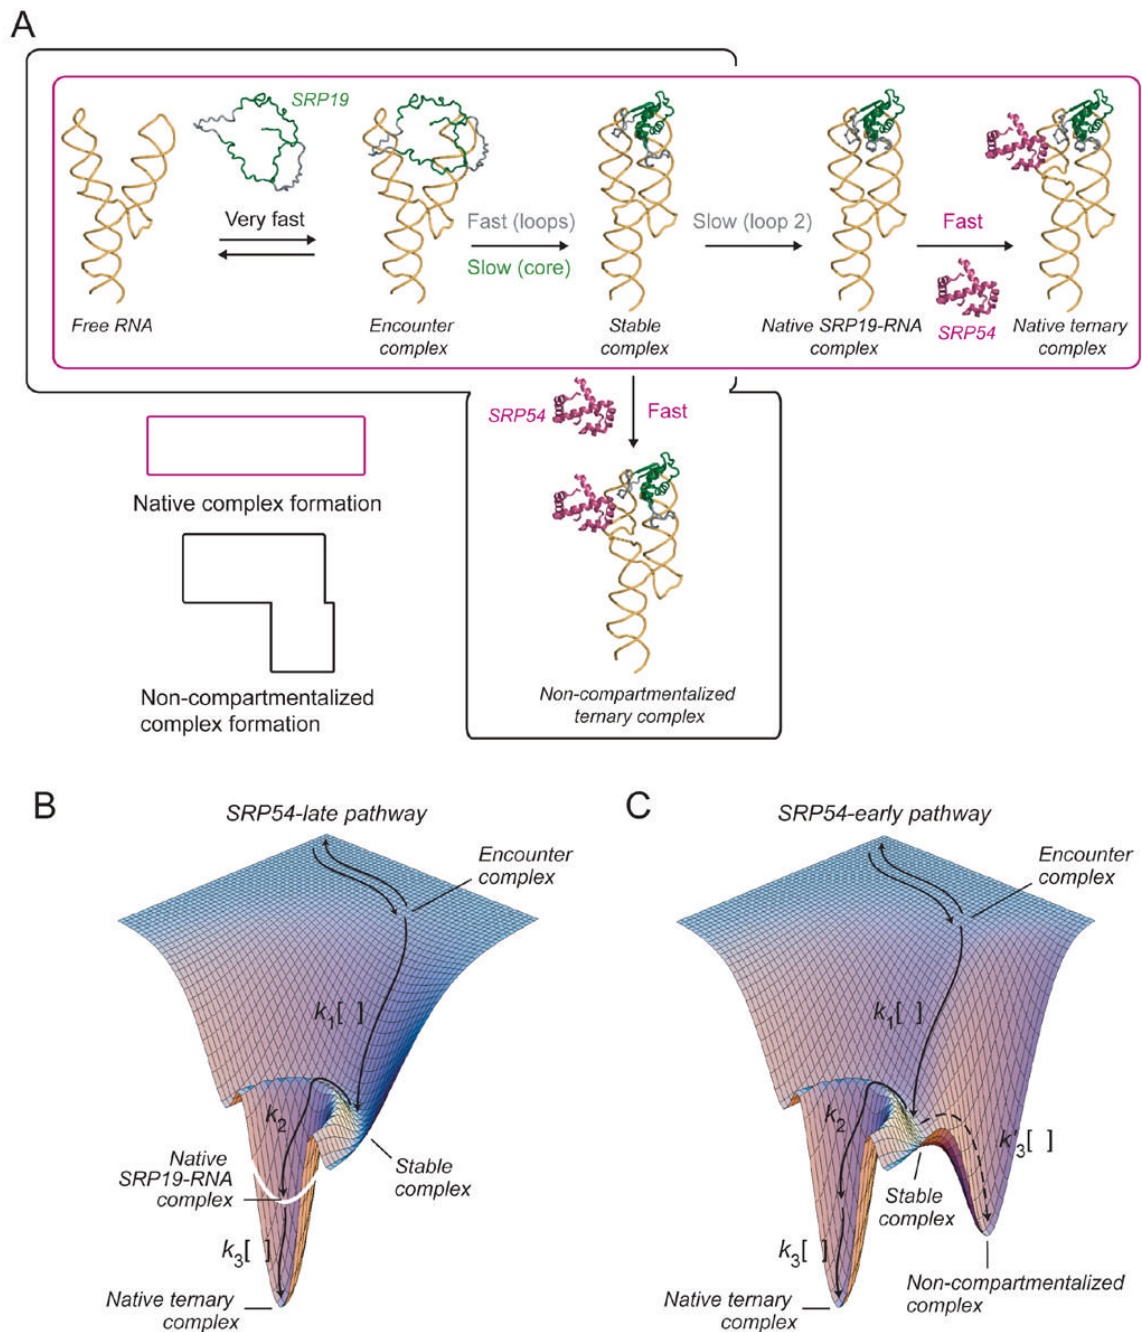 A
SRP19
Very fast
Fast (loops)
Slow (core)
Slow (loop 2)
Fast
SRP54
Free RNA
Encounter
complex
Stable
complex
Native SRP19-RNA
complex
Native ternary
complex
SRP54
Fast
Native complex formation
Non-compartmentalized
complex formation
Non-compartmentalized
ternary complex
B
SRP54-late pathway
Encounter
complex
k1[ ]
k2
Native
SRP19-RNA
complex
Stable
complex
k3[ ]
Native ternary
complex
C
SRP54-early pathway
Encounter
complex
k1[ ]
k2
k'3[ ]
Stable
complex
k3[ ]
Non-compartmentalized
complex
Native ternary
complex